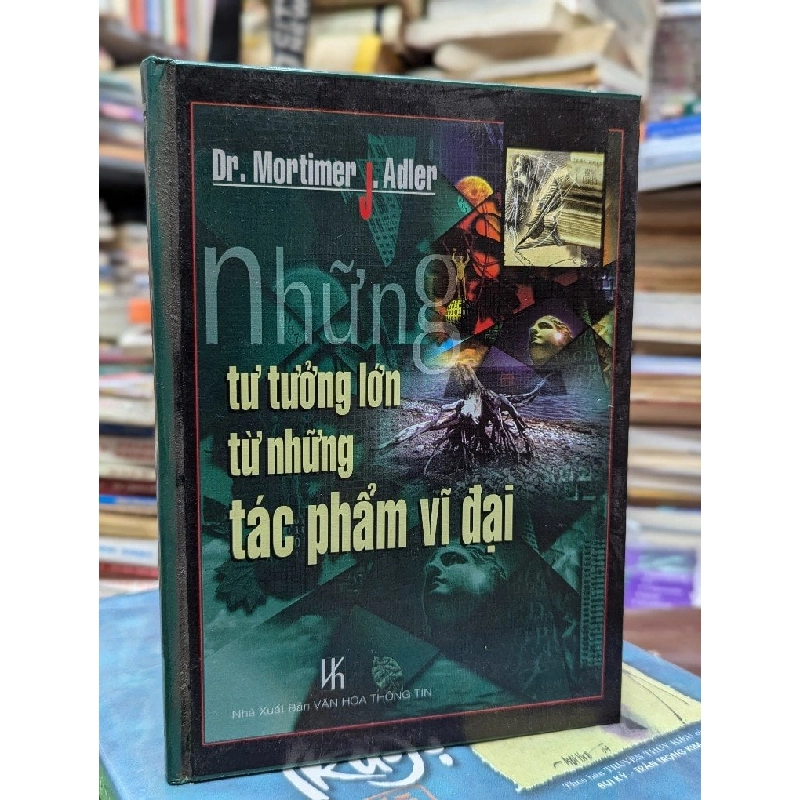 Dr. Mortimer J. Adler
Những
tư tưởng lớn
từ những
tác phẩm vĩ đại
Nhà Xuất Bản VĂN HÓA THÔNG TIN